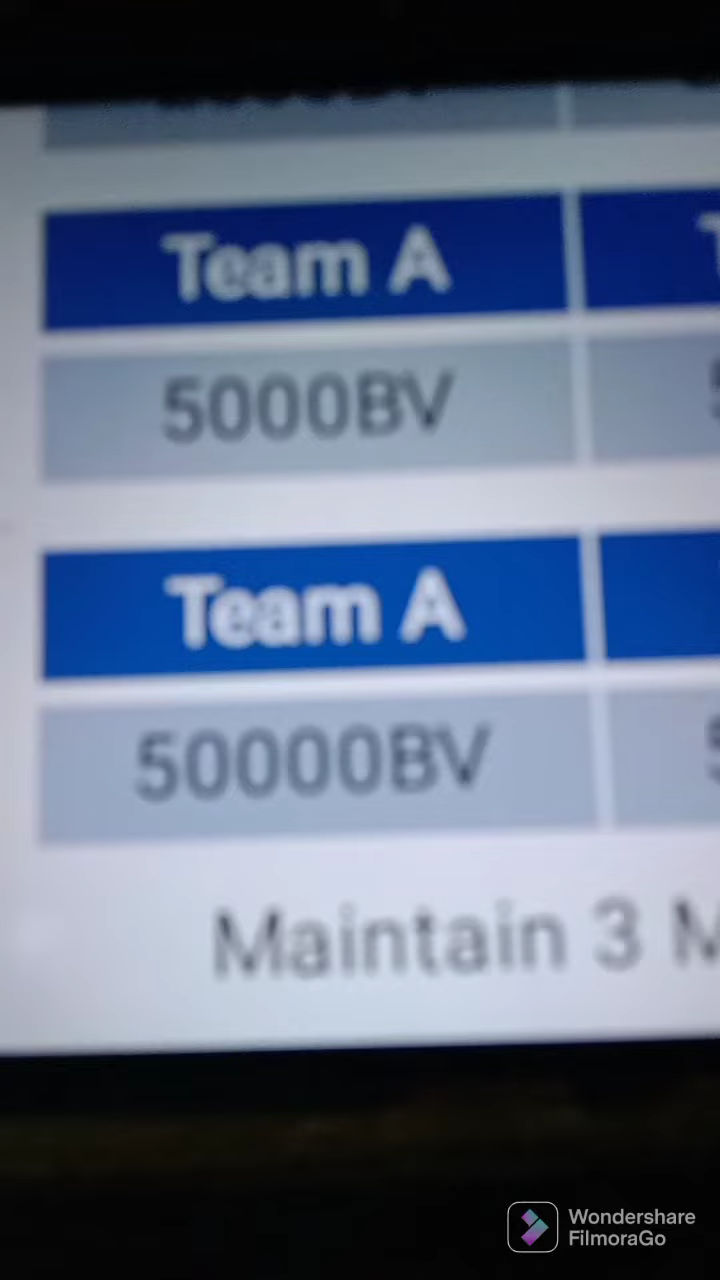 Team A
5000BV
Team A
50000BV
Maintain 3
Wondershare
FilmoraGo